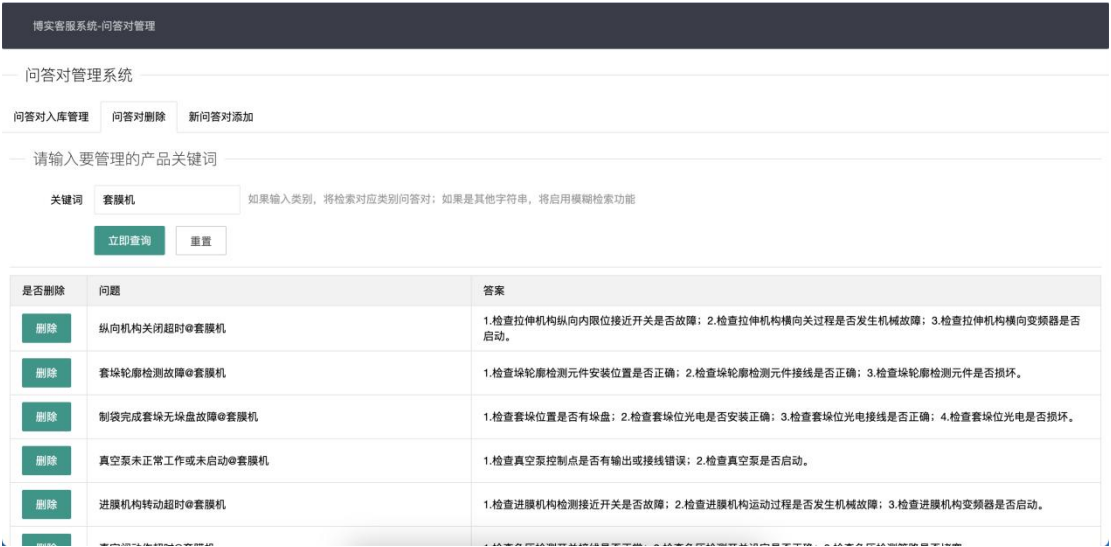 博实客服系统-问答对管理
问答对管理系统
问答对入库管理 问答对删除 新问答对添加
请输入要管理的产品关键词
关键词 套膜机 如果输入类别，将检索对应类别问答对；如果是其他字符串，将启用模糊检索功能
立即查询 重置
是否删除 问题 答案
删除 纵向机构关闭超时@套膜机 1.检查拉伸机构纵向内限位接近开关是否故障；2.检查拉伸机构横向关过程是否发生机械故障；3.检查拉伸机构横向变频器是否
启动。
删除 套垛轮廓检测故障@套膜机 1.检查垛轮廓检测元件安装位置是否正确；2.检查垛轮廓检测元件接线是否正确；3.检查垛轮廓检测元件是否损坏。
删除 制袋完成套垛无垛盘故障@套膜机 1.检查套垛位置是否有垛盘；2.检查套垛位光电是否安装正确；3.检查套垛位光电接线是否正确；4.检查套垛位光电是否损坏。
删除 真空泵未正常工作或未启动@套膜机 1.检查真空泵控制点是否有输出或接线错误；2.检查真空泵是否启动。
删除 进膜机构转动超时@套膜机 1.检查进膜机构检测接近开关是否故障；2.检查进膜机构运动过程是否发生机械故障；3.检查进膜机构变频器是否启动。